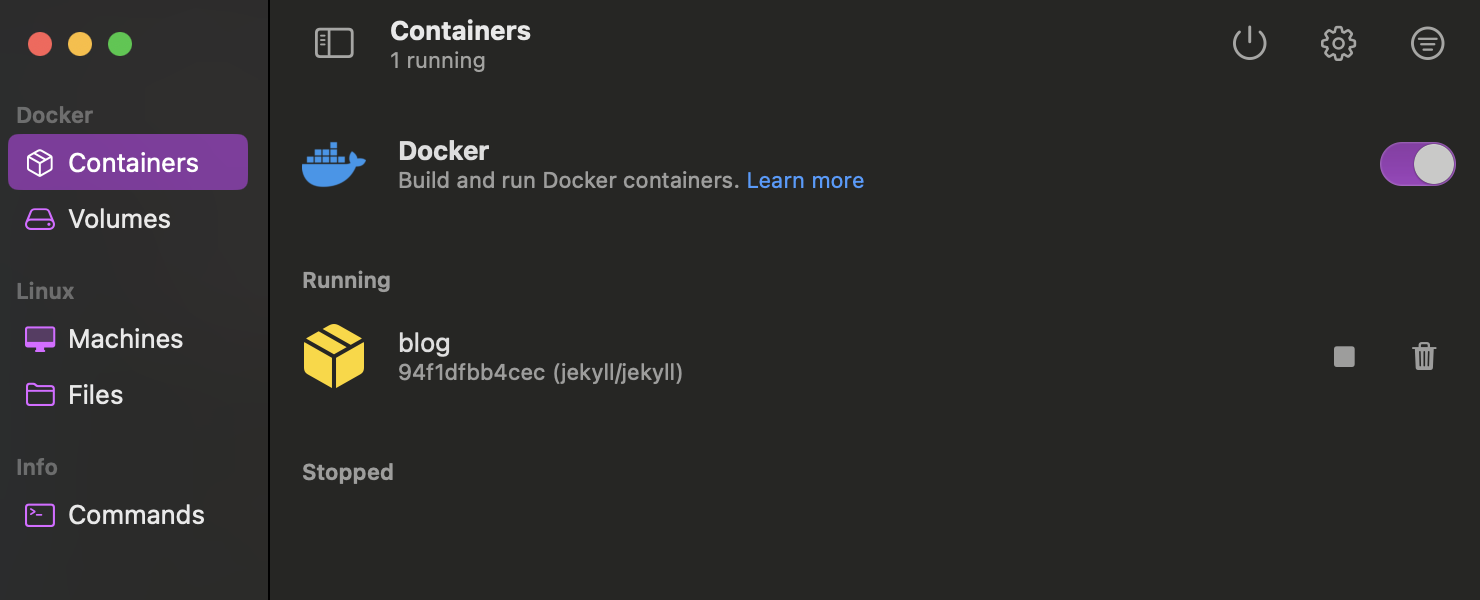 Docker
Containers
Volumes
Linux
Machines
Files
Info
Commands
Containers
1 running
Docker
Build and run Docker containers. Learn more
Running
blog
94f1dfbb4cec (jekyll/jekyll)
Stopped